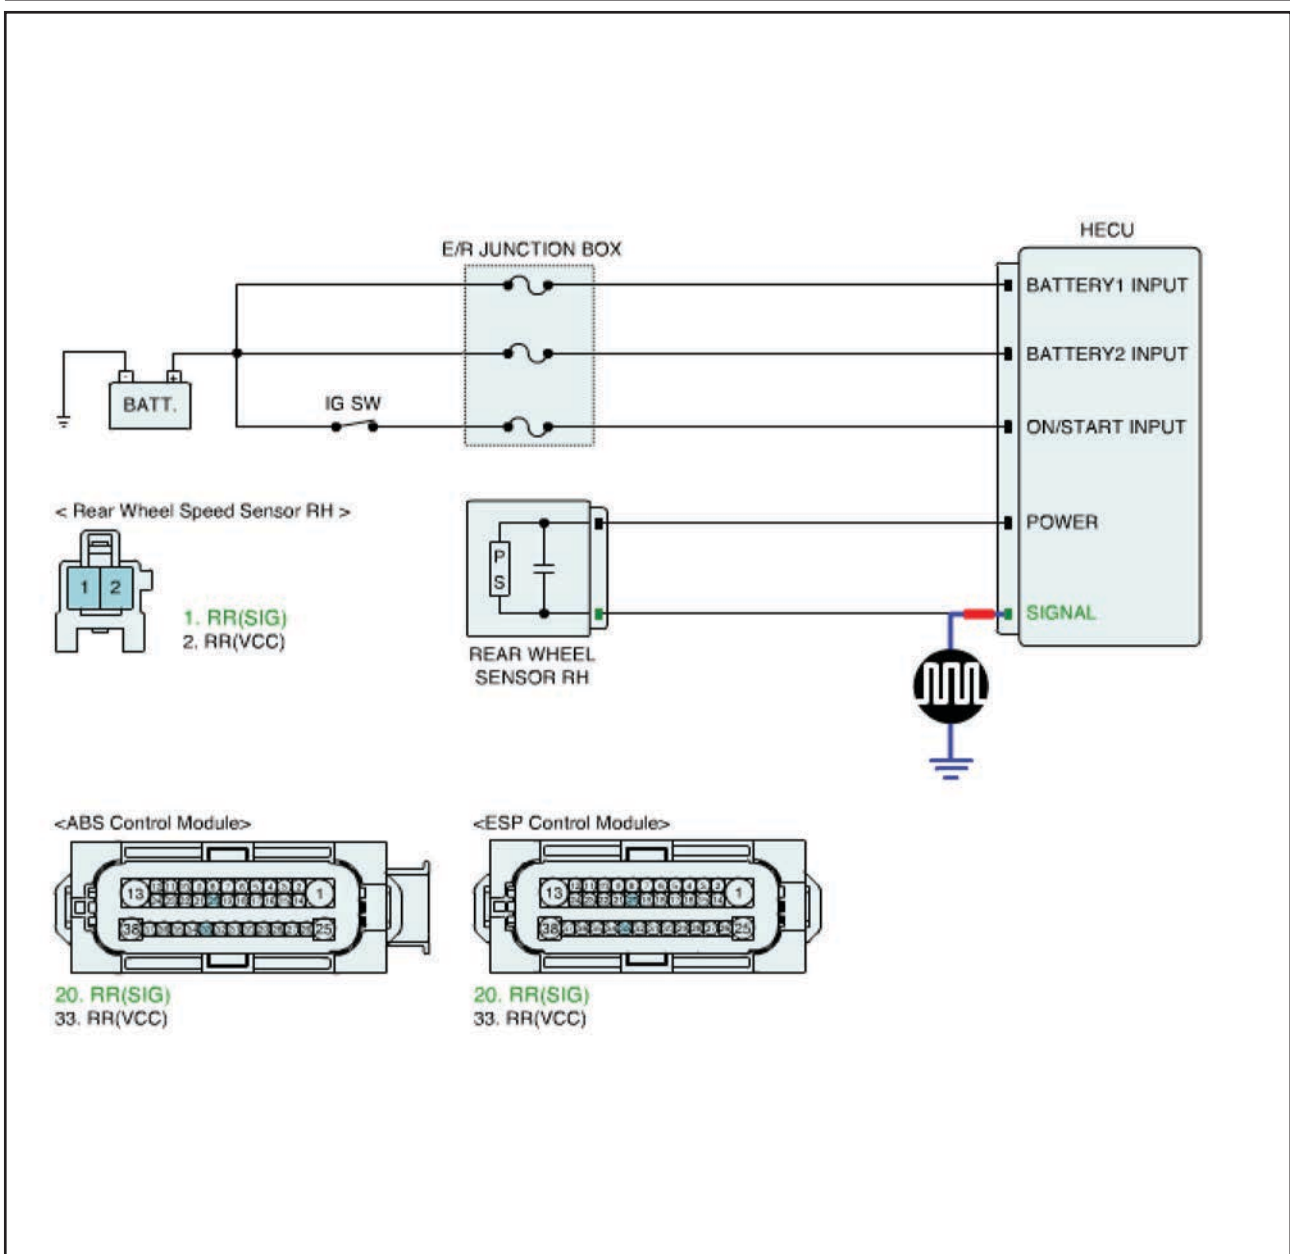 HECU
E/R JUNCTION BOX
BATTERY1 INPUT
BATTERY2 INPUT
- +
BATT.
IG SW
ON/START INPUT
< Rear Wheel Speed Sensor RH >
POWER
P
S
1 2
1. RR(SIG)
2. RR(VCC)
SIGNAL
REAR WHEEL
SENSOR RH
<ABS Control Module>
<ESP Control Module>
13 1
38 25
13 1
38 25
20. RR(SIG)
33. RR(VCC)
20. RR(SIG)
33. RR(VCC)